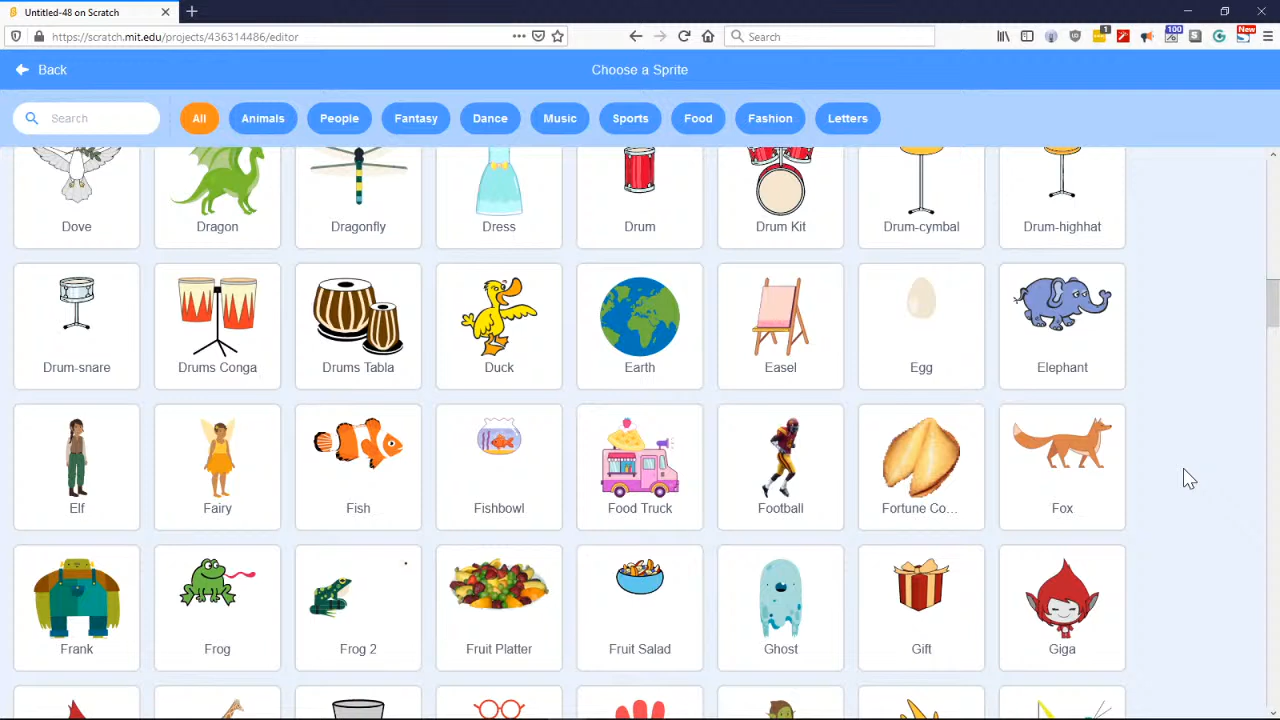 Untitled-48 on Scratch
https://scratch.mit.edu/projects/436314486/editor
Search
1
100
New
Back
Choose a Sprite
Search
All
Animals
People
Fantasy
Dance
Music
Sports
Food
Fashion
Letters
Dove
Dragon
Dragonfly
Dress
Drum
Drum Kit
Drum-cymbal
Drum-highhat
Drum-snare
Drums Conga
Drums Tabla
Duck
Earth
Easel
Egg
Elephant
Elf
Fairy
Fish
Fishbowl
Food Truck
Football
Fortune Co...
Fox
Frank
Frog
Frog 2
Fruit Platter
Fruit Salad
Ghost
Gift
Giga